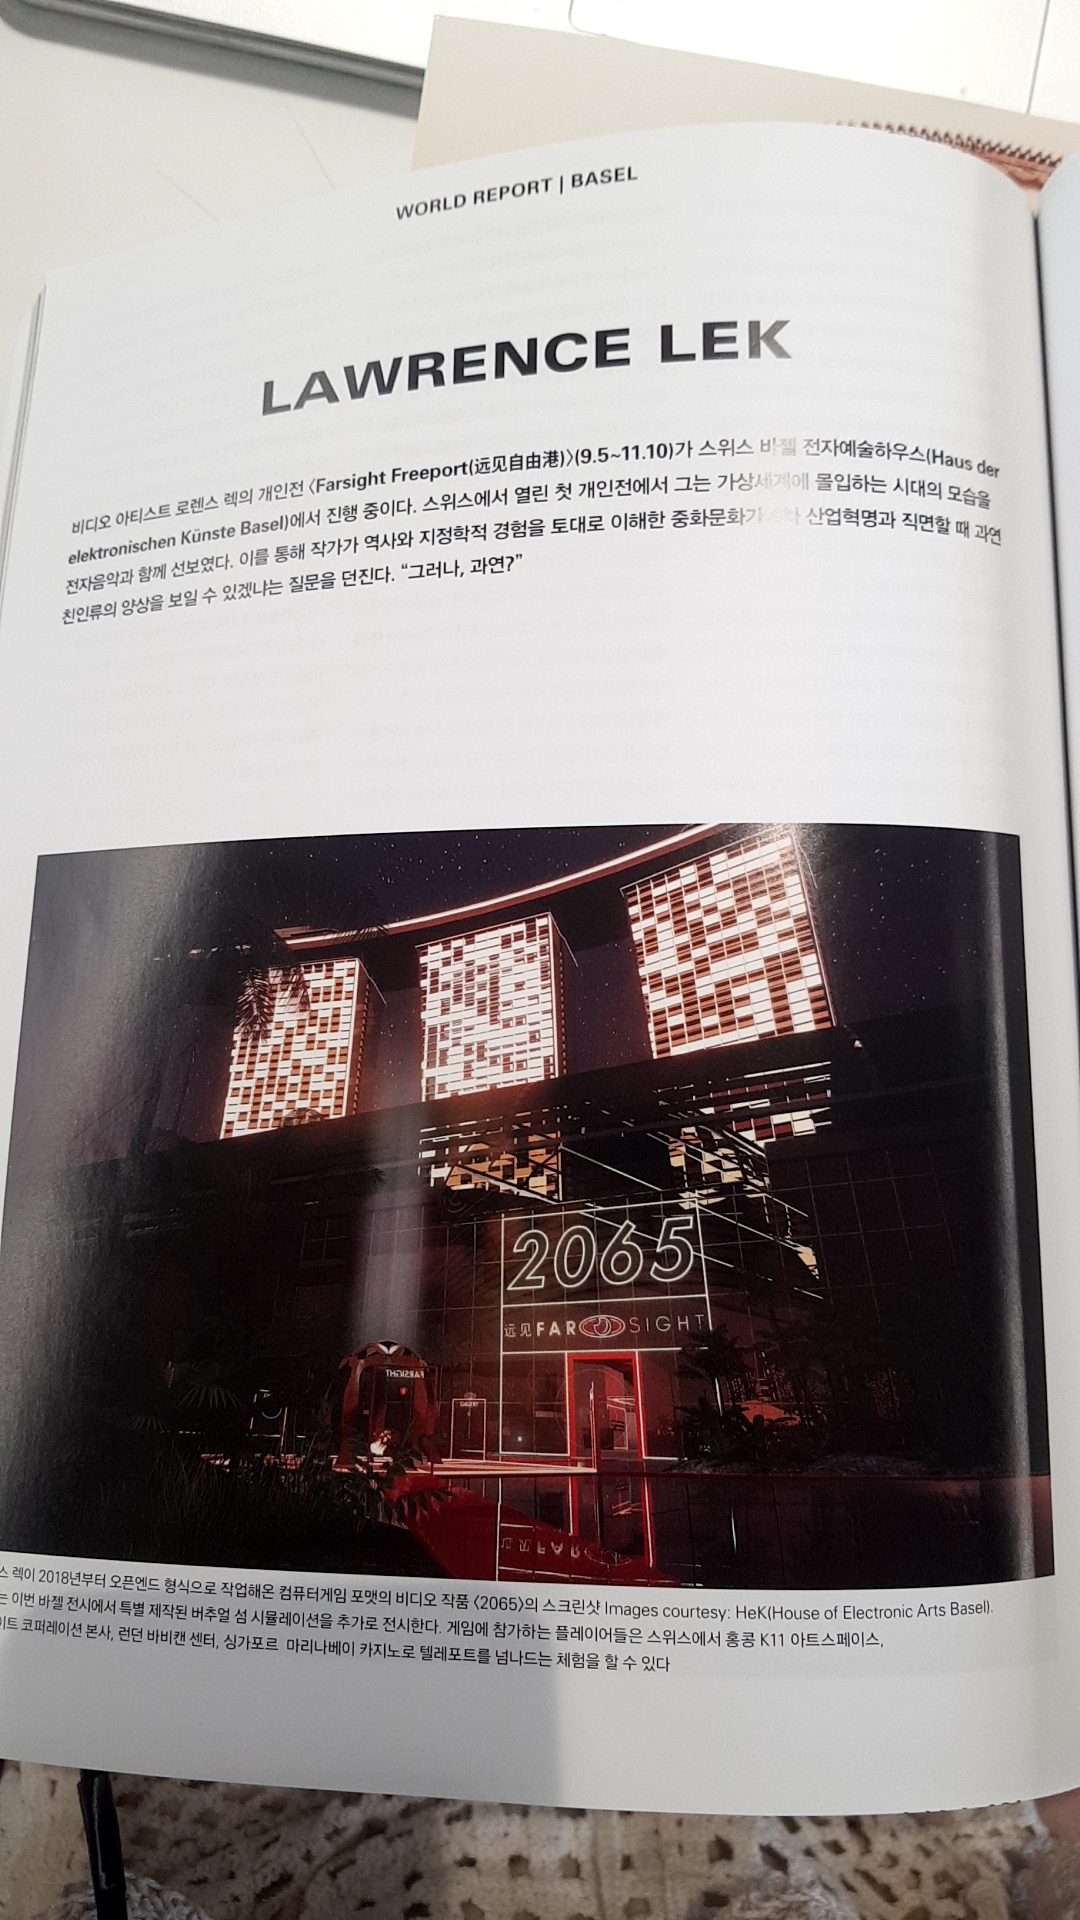 WORLD REPORT | BASEL
LAWRENCE LEK
비디오 아티스트 로렌스 렉의 개인전 〈Farsight Freeport(远见自由港)〉(9.5~11.10)가 스위스 바젤 전자예술하우스(Haus der
elektronischen Künste Basel)에서 진행 중이다. 스위스에서 열린 첫 개인전에서 그는 가상세계에 몰입하는 시대의 모습을
전자음악과 함께 선보였다. 이를 통해 작가가 역사와 지정학적 경험을 토대로 이해한 중화문화가 산업혁명과 직면할 때 과연
친인류의 양상을 보일 수 있겠냐는 질문을 던진다. “그러나, 과연?”
2065
远见 FAR SIGHT
FARSIGHT
스 렉이 2018년부터 오픈엔드 형식으로 작업해온 컴퓨터게임 포맷의 비디오 작품 〈2065〉의 스크린샷 Images courtesy: HeK(House of Electronic Arts Basel).
는 이번 바젤 전시에서 특별 제작된 버추얼 섬 시뮬레이션을 추가로 전시한다. 게임에 참가하는 플레이어들은 스위스에서 홍콩 K11 아트스페이스,
이트 코퍼레이션 본사, 런던 바비캔 센터, 싱가포르 마리나베이 카지노로 텔레포트를 넘나드는 체험을 할 수 있다